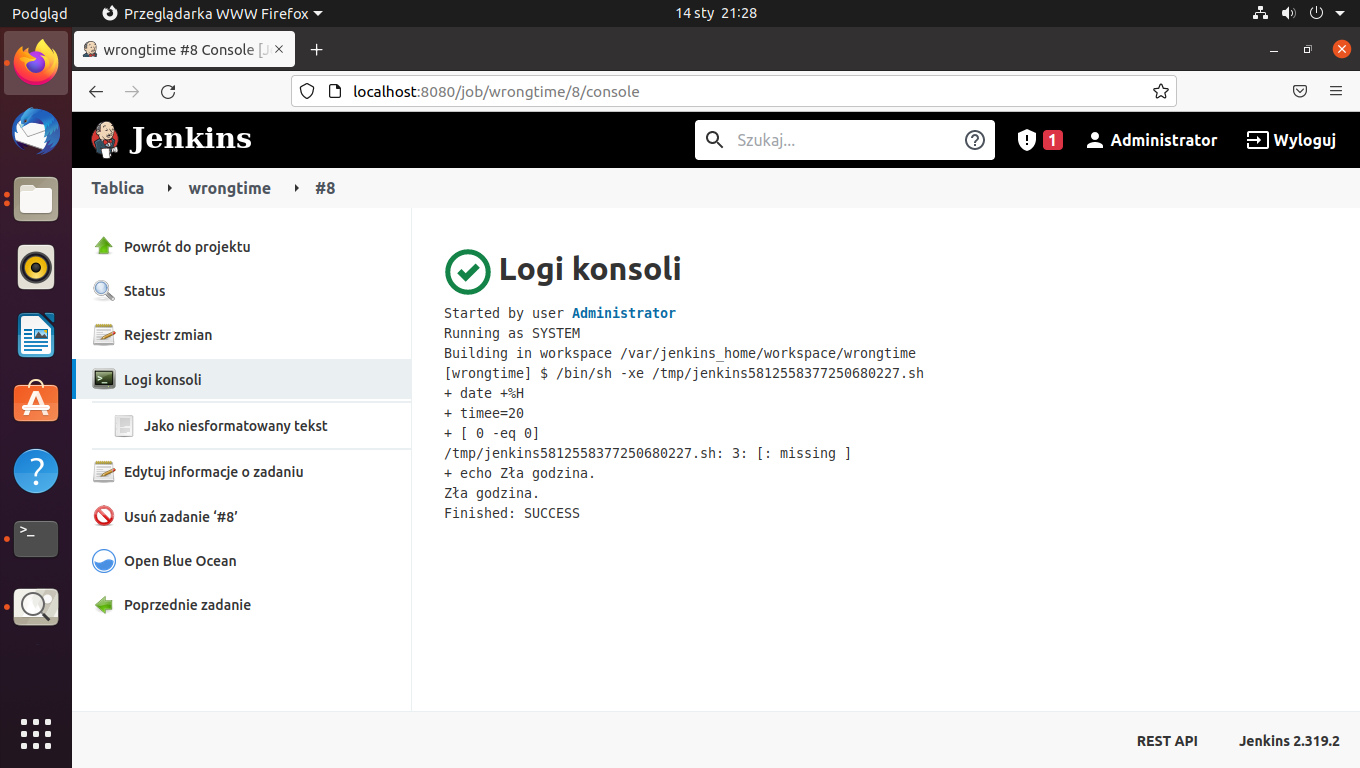 Podgląd
Przeglądarka WWW Firefox
14 sty 21:28
wrongtime #8 Console [J
localhost:8080/job/wrongtime/8/console
Jenkins
Szukaj...
1
Administrator
Wyloguj
Tablica
wrongtime
#8
Powrót do projektu
Status
Rejestr zmian
Logi konsoli
Jako niesformatowany tekst
Edytuj informacje o zadaniu
Usuń zadanie ‘#8’
Open Blue Ocean
Poprzednie zadanie
Logi konsoli
Started by user Administrator
Running as SYSTEM
Building in workspace /var/jenkins_home/workspace/wrongtime
[wrongtime] $ /bin/sh -xe /tmp/jenkins5812558377250680227.sh
+ date +%H
+ timee=20
+ [ 0 -eq 0]
/tmp/jenkins5812558377250680227.sh: 3: [: missing ]
+ echo Zła godzina.
Zła godzina.
Finished: SUCCESS
REST API
Jenkins 2.319.2